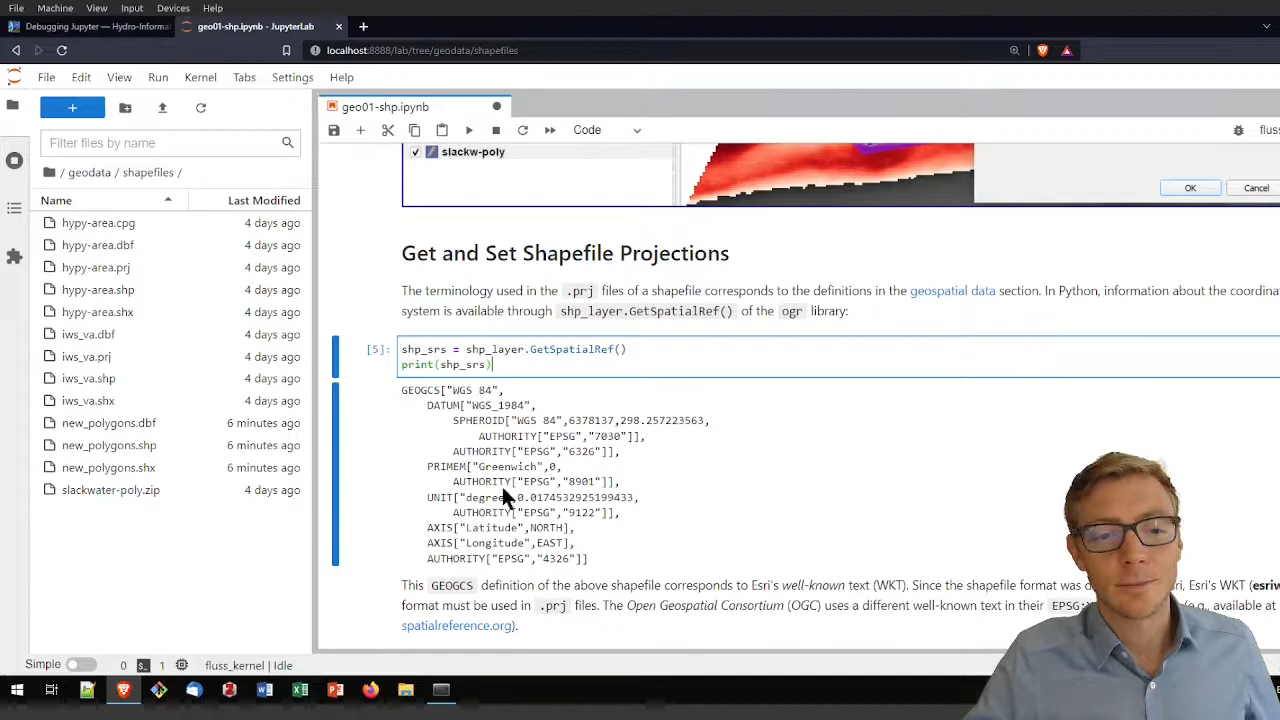 File Machine View Input Devices Help
Debugging Jupyter — Hydro-Informa
geo01-shp.ipynb - JupyterLab
localhost:8888/lab/tree/geodata/shapefiles
File Edit View Run Kernel Tabs Settings Help
geo01-shp.ipynb
Filter files by name
Code
flus
/ geodata / shapefiles /
Name Last Modified
hypy-area.cpg 4 days ago
hypy-area.dbf 4 days ago
hypy-area.prj 4 days ago
hypy-area.shp 4 days ago
hypy-area.shx 4 days ago
iws_va.dbf 4 days ago
iws_va.prj 4 days ago
iws_va.shp 4 days ago
iws_va.shx 4 days ago
new_polygons.dbf 6 minutes ago
new_polygons.shp 6 minutes ago
new_polygons.shx 6 minutes ago
slackwater-poly.zip 4 days ago
slackw-poly
OK Cancel
Get and Set Shapefile Projections
The terminology used in the .prj files of a shapefile corresponds to the definitions in the geospatial data section. In Python, information about the coordina
system is available through shp_layer.GetSpatialRef() of the ogr library:
[5]: shp_srs = shp_layer.GetSpatialRef()
print(shp_srs)
GEOGCS["WGS 84",
DATUM["WGS_1984",
SPHEROID["WGS 84",6378137,298.257223563,
AUTHORITY["EPSG","7030"]],
AUTHORITY["EPSG","6326"]],
PRIMEM["Greenwich",0,
AUTHORITY["EPSG","8901"]],
UNIT["degree 0.0174532925199433,
AUTHORITY["EPSG","9122"]],
AXIS["Latitude",NORTH],
AXIS["Longitude",EAST],
AUTHORITY["EPSG","4326"]]
This GEOGCS definition of the above shapefile corresponds to Esri's well-known text (WKT). Since the shapefile format was Esri's WKT (esriw
format must be used in .prj files. The Open Geospatial Consortium (OGC) uses a different well-known text in their EPSG: (e.g., available at
spatialreference.org).
Simple 0 1 fluss_kernel | Idle